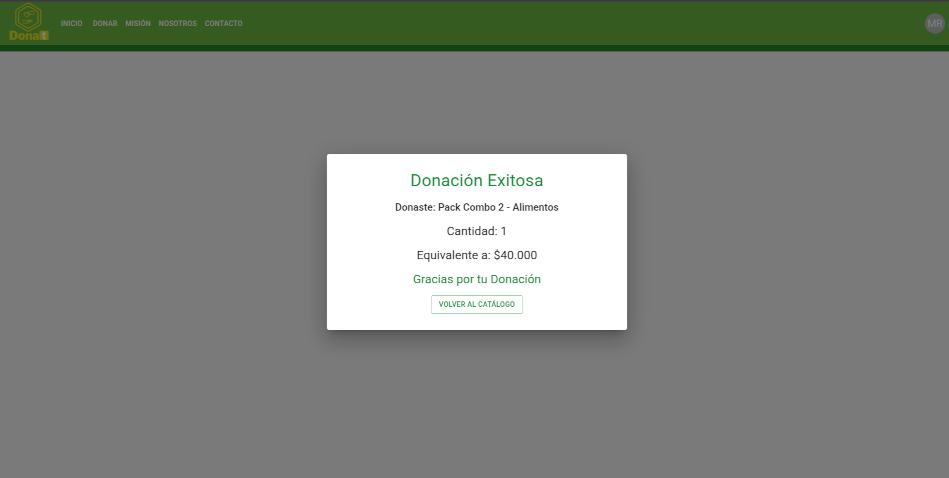 INICIO DONAR MISIÓN NOSOTROS CONTACTO
MR
Donalt
Donación Exitosa
Donaste: Pack Combo 2 - Alimentos
Cantidad: 1
Equivalente a: $40.000
Gracias por tu Donación
VOLVER AL CATÁLOGO